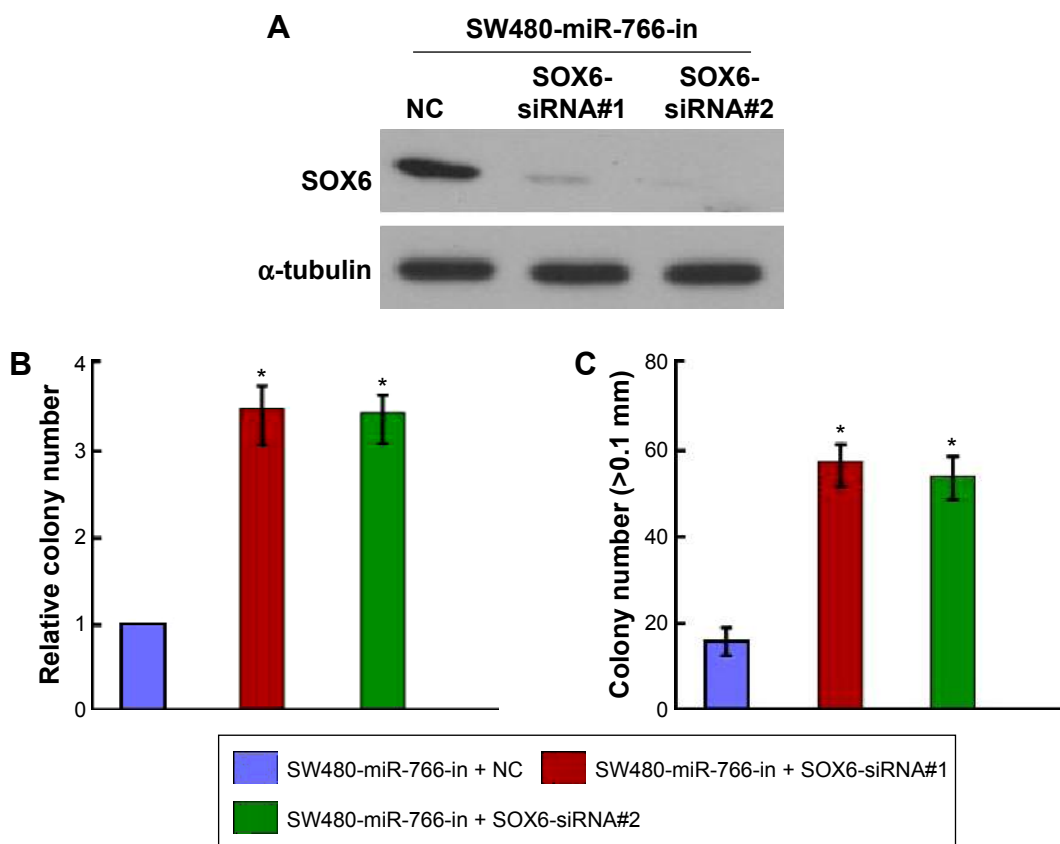 A
SW480-miR-766-in
NC
SOX6-
siRNA#1
SOX6-
siRNA#2
SOX6
α-tubulin
B
Relative colony number
4
3
2
1
0
*
*
C
Colony number (>0.1 mm)
80
60
40
20
0
*
*
SW480-miR-766-in + NC
SW480-miR-766-in + SOX6-siRNA#1
SW480-miR-766-in + SOX6-siRNA#2